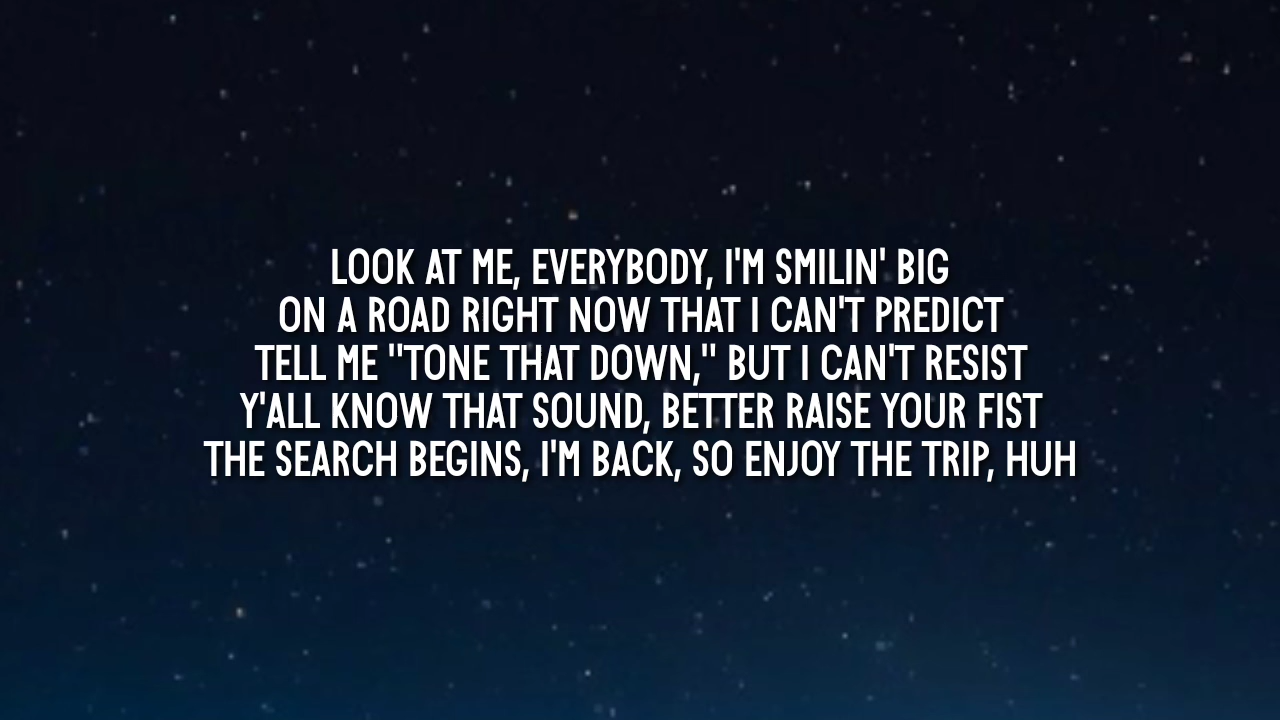 LOOK AT ME, EVERYBODY, I'M SMILIN' BIG
ON A ROAD RIGHT NOW THAT I CAN'T PREDICT
TELL ME "TONE THAT DOWN," BUT I CAN'T RESIST
Y'ALL KNOW THAT SOUND, BETTER RAISE YOUR FIST
THE SEARCH BEGINS, I'M BACK, SO ENJOY THE TRIP, HUH